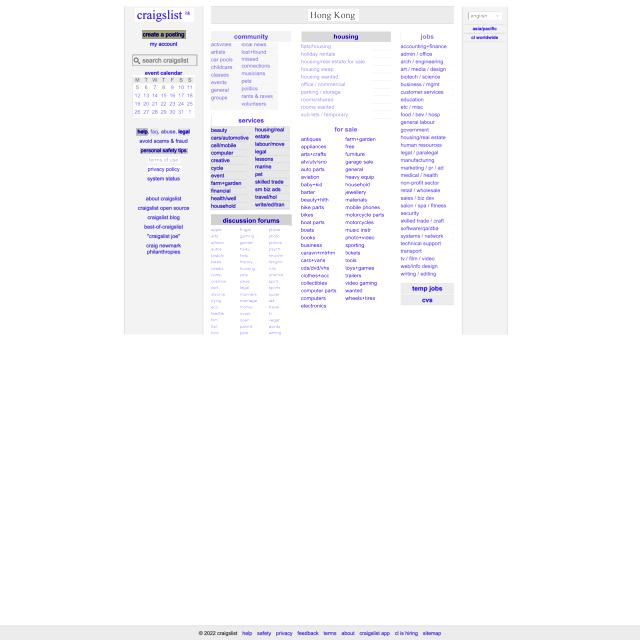 craigslist hk
create a posting
my account
search craigslist
event calendar
M T W T F S S
5 6 7 8 9 10 11
12 13 14 15 16 17 18
19 20 21 22 23 24 25
26 27 28 29 30 31 1
help, faq, abuse, legal
avoid scams & fraud
personal safety tips
terms of use
privacy policy
system status
about craigslist
craigslist open source
craigslist blog
best-of-craigslist
"craigslist joe"
craig newmark
philanthropies
Hong Kong
community
activities
artists
car pools
childcare
classes
events
general
groups
local news
lost+found
missed
connections
musicians
pets
politics
rants & raves
volunteers
services
beauty
cars/automotive
cell/mobile
computer
creative
cycle
event
farm+garden
financial
health/well
household
housing/real
estate
labour/move
legal
lessons
marine
pet
skilled trade
sm biz ads
travel/hol
write/ed/tran
discussion forums
housing
flats/housing
holiday rentals
housing/real estate for sale
housing swap
housing wanted
office / commercial
parking / storage
rooms/shared
rooms wanted
sub-lets / temporary
for sale
antiques
appliances
arts+crafts
atv/utv/sno
auto parts
aviation
baby+kid
barter
beauty+hlth
bike parts
bikes
boat parts
boats
books
business
caravn+mtrhm
cars+vans
cds/dvd/vhs
clothes+acc
collectibles
computer parts
computers
electronics
farm+garden
free
furniture
garage sale
general
heavy equip
household
jewellery
materials
mobile phones
motorcycle parts
motorcycles
music instr
photo+video
sporting
tickets
tools
toys+games
trailers
video gaming
wanted
wheels+tires
jobs
accounting+finance
admin / office
arch / engineering
art / media / design
biotech / science
business / mgmt
customer services
education
etc / misc
food / bev / hosp
general labour
government
housing/real estate
human resources
legal / paralegal
manufacturing
marketing / pr / ad
medical / health
non-profit sector
retail / wholesale
sales / biz dev
salon / spa / fitness
security
skilled trade / craft
software/qa/dba
systems / network
technical support
transport
tv / film / video
web/info design
writing / editing
temp jobs
cvs
english
asia/pacific
cl worldwide
© 2022 craigslist help safety privacy feedback terms about craigslist app cl is hiring sitemap